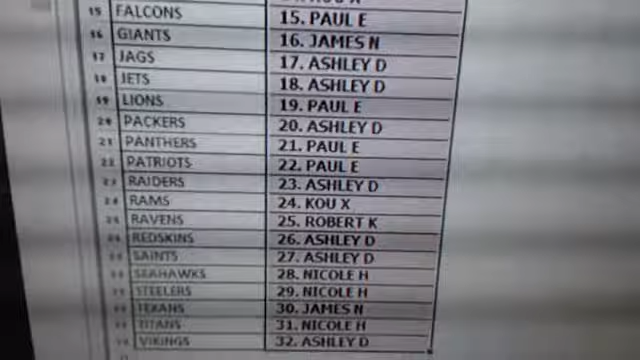 15 FALCONS 15. PAUL E
16 GIANTS 16. JAMES N
17 JAGS 17. ASHLEY D
18 JETS 18. ASHLEY D
19 LIONS 19. PAUL E
20 PACKERS 20. ASHLEY D
21 PANTHERS 21. PAUL E
22 PATRIOTS 22. PAUL E
23 RAIDERS 23. ASHLEY D
24 RAMS 24. KOU X
25 RAVENS 25. ROBERT K
26 REDSKINS 26. ASHLEY D
SAINTS 27. ASHLEY D
SEAHAWKS 28. NICOLE H
STEELERS 29. NICOLE H
TEXANS 30. JAMES N
TITANS 31. NICOLE H
VIKINGS 32. ASHLEY D